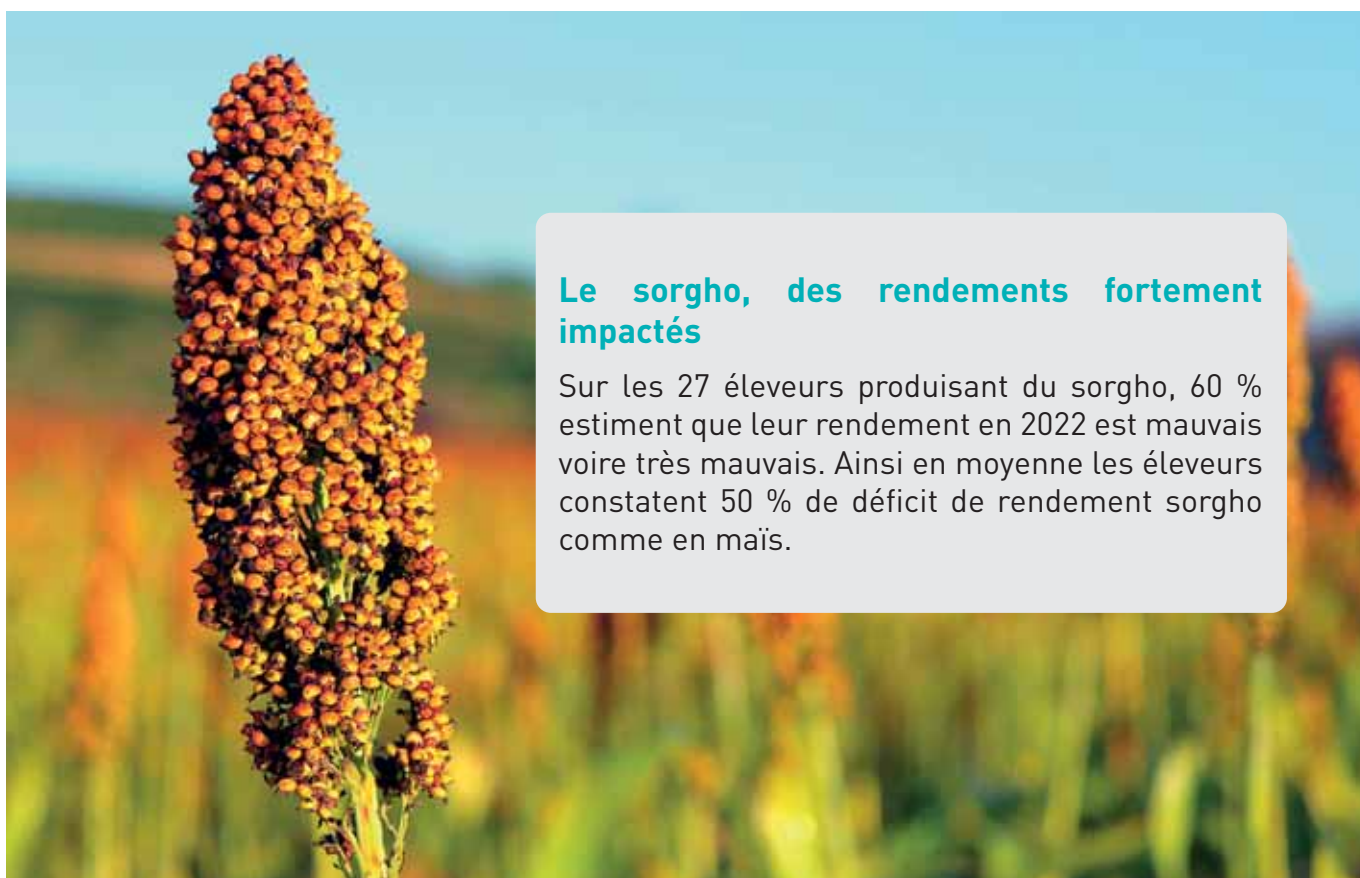 Le sorgho, des rendements fortement
impactés
Sur les 27 éleveurs produisant du sorgho, 60 %
estiment que leur rendement en 2022 est mauvais
voire très mauvais. Ainsi en moyenne les éleveurs
constatent 50 % de déficit de rendement sorgho
comme en maïs.